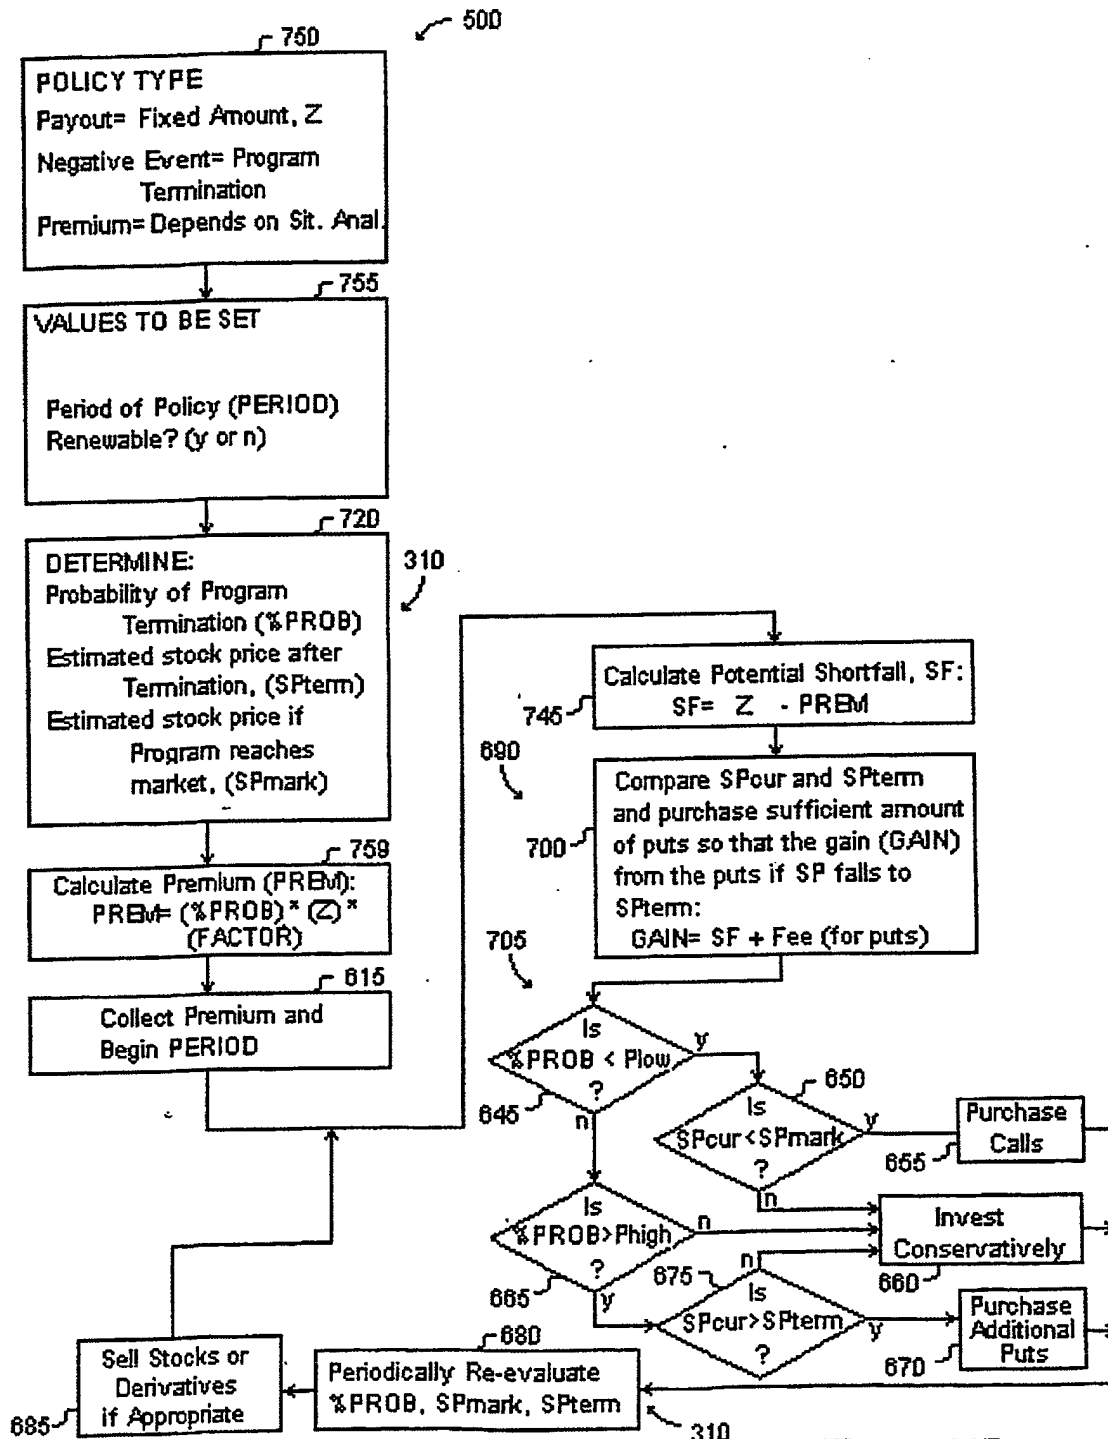 500
750
POLICY TYPE
Payout= Fixed Amount, Z
Negative Event= Program
Termination
Premium= Depends on Sit. Anal.
755
VALUES TO BE SET
Period of Policy (PERIOD)
Renewable? (y or n)
720
310
DETERMINE:
Probability of Program
Termination (%PROB)
Estimated stock price after
Termination, (SPterm)
Estimated stock price if
Program reaches
market, (SPmark)
759
Calculate Premium (PREM):
PREM= (%PROB)* (Z)*
(FACTOR)
615
Collect Premium and
Begin PERIOD
Calculate Potential Shortfall, SF:
SF= Z - PREM
745
690
Compare SPcur and SPterm
and purchase sufficient amount
of puts so that the gain (GAIN)
from the puts if SP falls to
SPterm:
GAIN= SF + Fee (for puts)
700
705
Is
%PROB < Plow
?
y
n
645
650
Is
SPcur<SPmark
?
y
n
Purchase
Calls
655
Is
%PROB>Phigh
?
n
y
665
Invest
Conservatively
660
675
n
Is
SPcur>SPterm
?
y
Purchase
Additional
Puts
670
680
Periodically Re-evaluate
%PROB, SPmark, SPterm
310
Sell Stocks or
Derivatives
if Appropriate
685